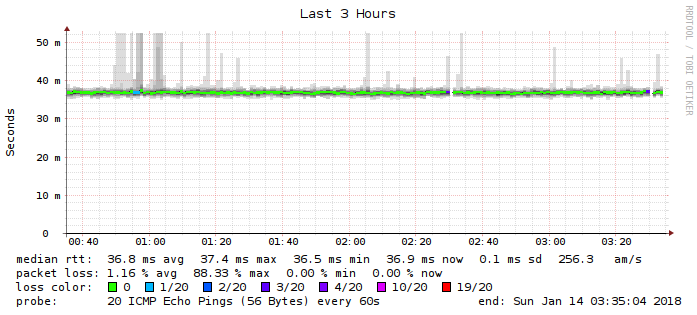 Last 3 Hours
RRDTOOL / TOBI OETIKER
Seconds
50 m
40 m
30 m
20 m
10 m
0
00:40 01:00 01:20 01:40 02:00 02:20 02:40 03:00 03:20
median rtt: 36.8 ms avg 37.4 ms max 36.5 ms min 36.9 ms now 0.1 ms sd 256.3 am/s
packet loss: 1.16 % avg 88.33 % max 0.00 % min 0.00 % now
loss color: 0 1/20 2/20 3/20 4/20 10/20 19/20
probe: 20 ICMP Echo Pings (56 Bytes) every 60s end: Sun Jan 14 03:35:04 2018